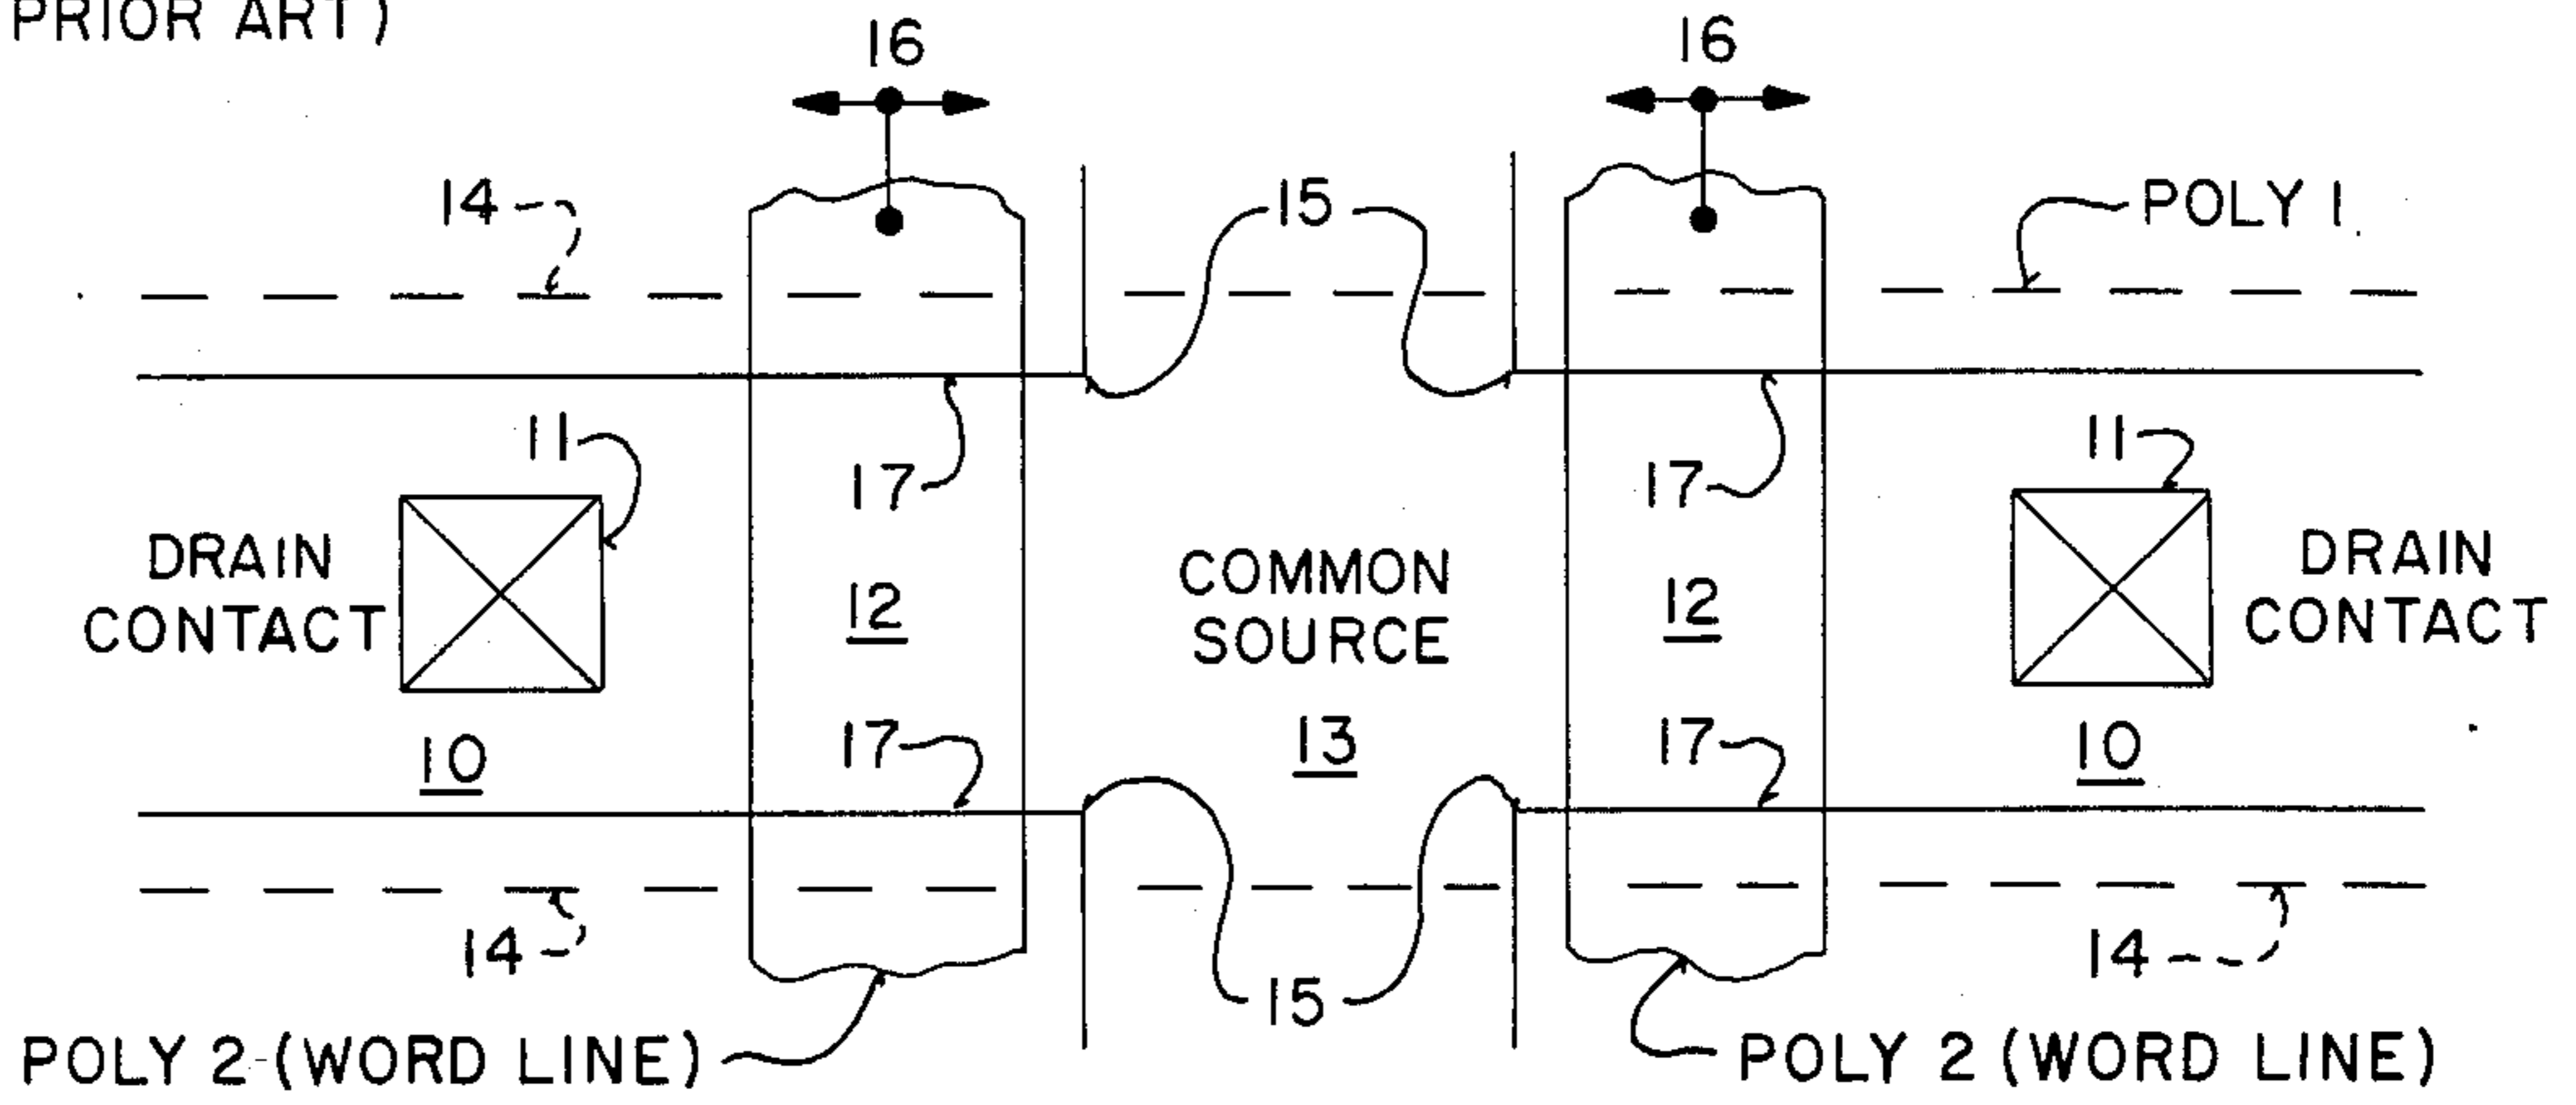 PRIOR ART)
16 16
14 15 POLY 1
11 11
17 17
DRAIN CONTACT
12
COMMON SOURCE
12
DRAIN CONTACT
17 13 17
10 10
14 14
15
POLY 2 (WORD LINE) POLY 2 (WORD LINE)